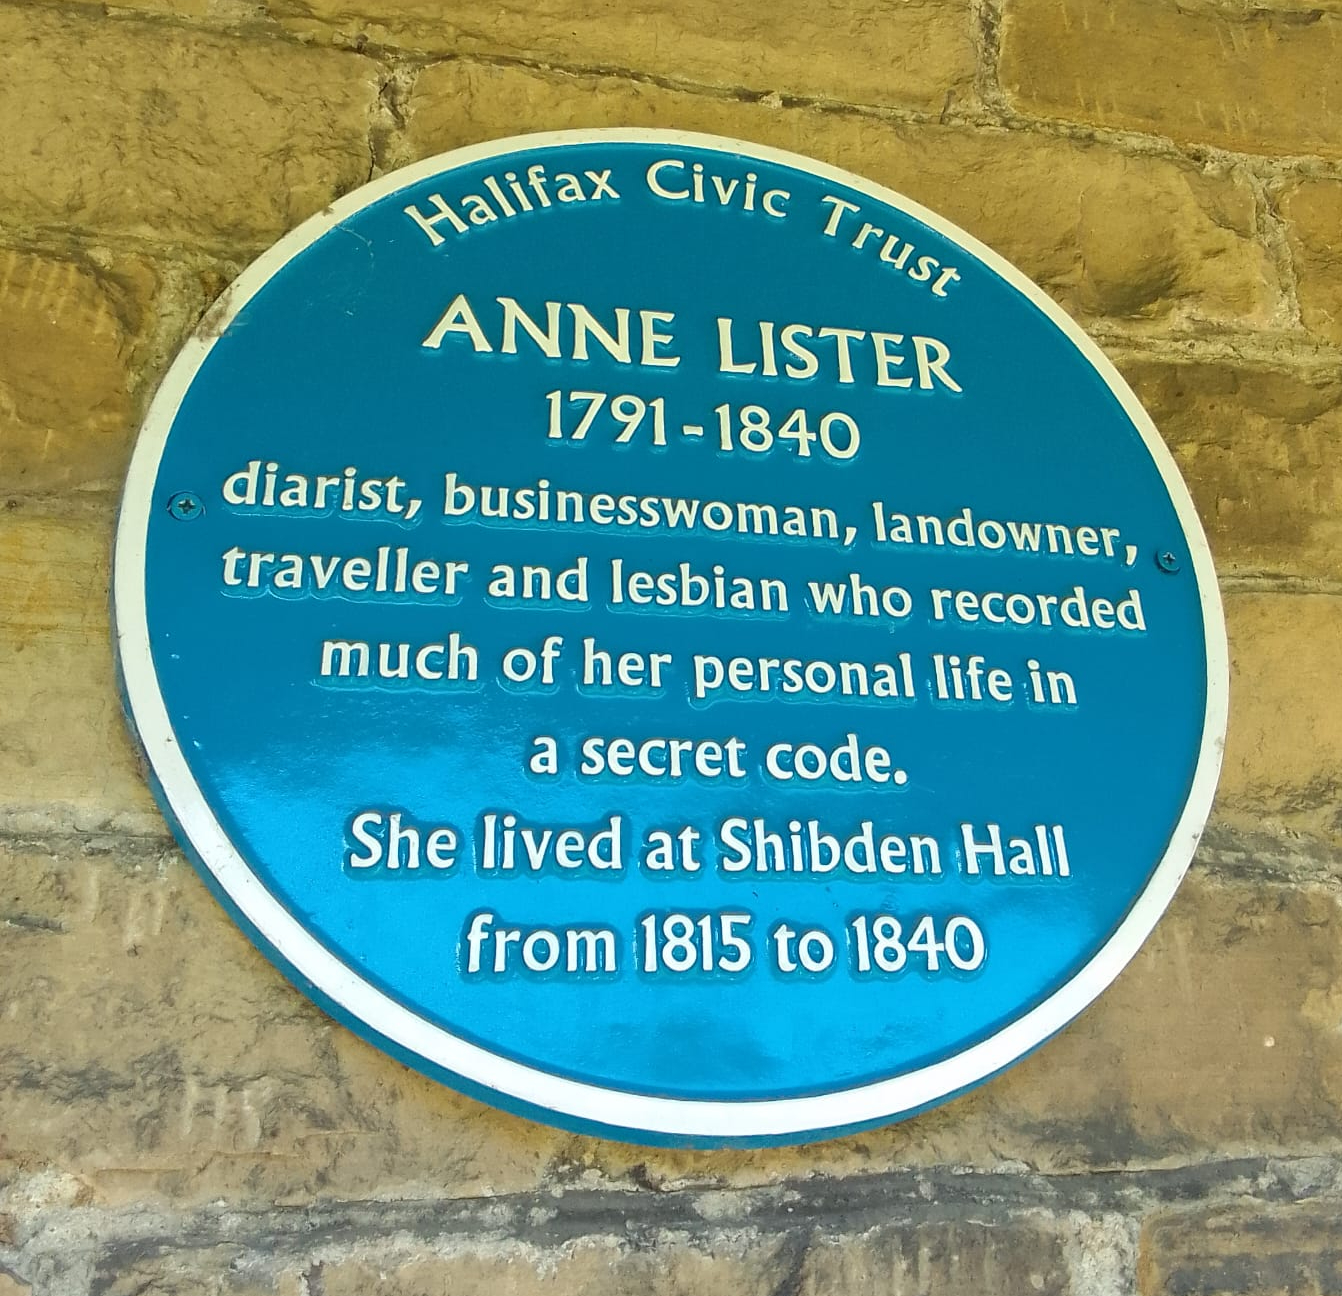 Halifax Civic Trust
ANNE LISTER
1791-1840
diarist, businesswoman, landowner,
traveller and lesbian who recorded
much of her personal life in
a secret code.
She lived at Shibden Hall
from 1815 to 1840